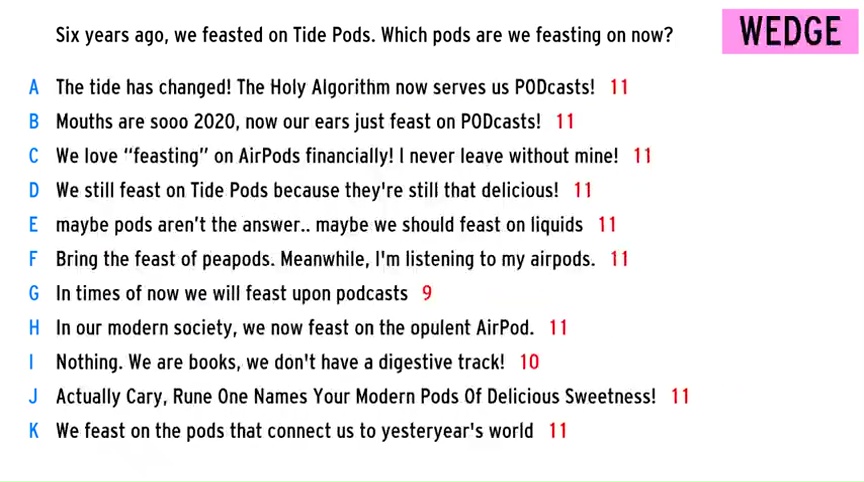 Six years ago, we feasted on Tide Pods. Which pods are we feasting on now?
WEDGE
A The tide has changed! The Holy Algorithm now serves us PODcasts! 11
B Mouths are sooo 2020, now our ears just feast on PODcasts! 11
C We love “feasting” on AirPods financially! I never leave without mine! 11
D We still feast on Tide Pods because they're still that delicious! 11
E maybe pods aren’t the answer.. maybe we should feast on liquids 11
F Bring the feast of peapods. Meanwhile, I'm listening to my airpods. 11
G In times of now we will feast upon podcasts 9
H In our modern society, we now feast on the opulent AirPod. 11
I Nothing. We are books, we don't have a digestive track! 10
J Actually Cary, Rune One Names Your Modern Pods Of Delicious Sweetness! 11
K We feast on the pods that connect us to yesteryear's world 11